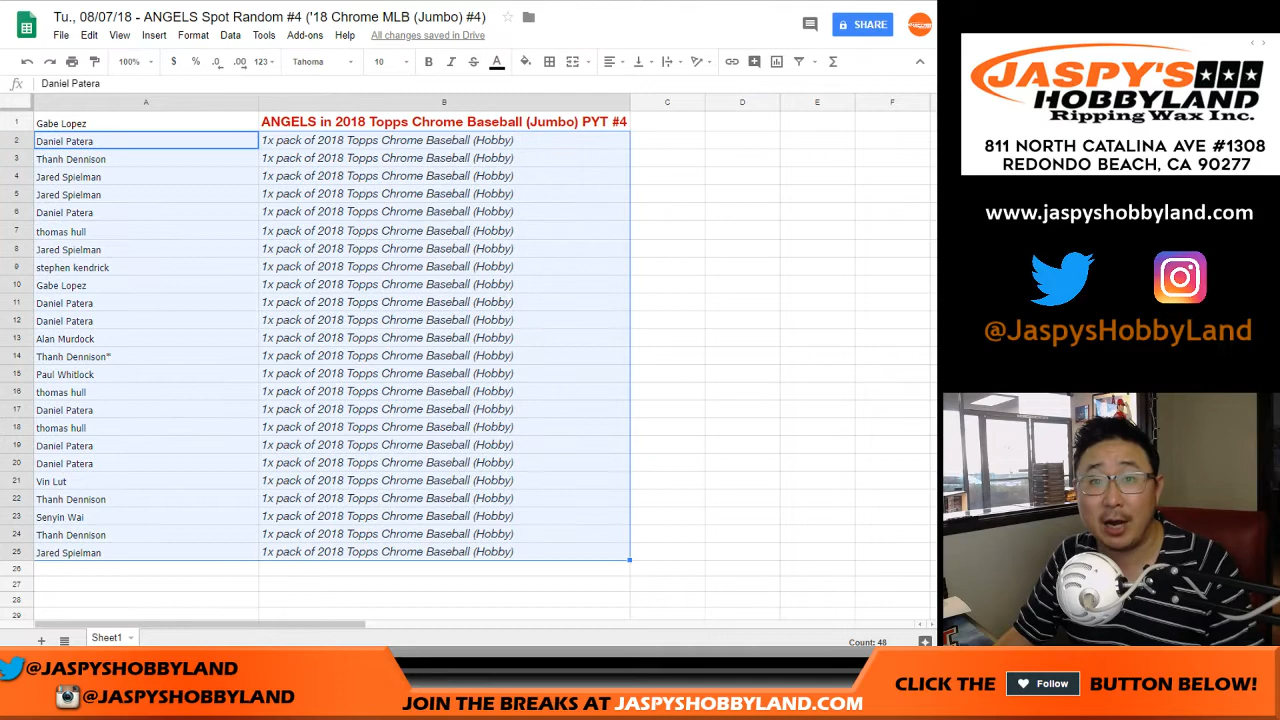 Tu., 08/07/18 - ANGELS Spot Random #4 ('18 Chrome MLB (Jumbo) #4)
SHARE
File Edit View Insert Format Data Tools Add-ons Help All changes saved in Drive
100% $ % .0 .00 123 Tahoma 10 B I S A
fx Daniel Patera
A B C D E F
1 Gabe Lopez ANGELS in 2018 Topps Chrome Baseball (Jumbo) PYT #4
2 Daniel Patera 1x pack of 2018 Topps Chrome Baseball (Hobby)
3 Thanh Dennison 1x pack of 2018 Topps Chrome Baseball (Hobby)
4 Jared Spielman 1x pack of 2018 Topps Chrome Baseball (Hobby)
5 Jared Spielman 1x pack of 2018 Topps Chrome Baseball (Hobby)
6 Daniel Patera 1x pack of 2018 Topps Chrome Baseball (Hobby)
7 thomas hull 1x pack of 2018 Topps Chrome Baseball (Hobby)
8 Jared Spielman 1x pack of 2018 Topps Chrome Baseball (Hobby)
9 stephen kendrick 1x pack of 2018 Topps Chrome Baseball (Hobby)
10 Gabe Lopez 1x pack of 2018 Topps Chrome Baseball (Hobby)
11 Daniel Patera 1x pack of 2018 Topps Chrome Baseball (Hobby)
12 Daniel Patera 1x pack of 2018 Topps Chrome Baseball (Hobby)
13 Alan Murdock 1x pack of 2018 Topps Chrome Baseball (Hobby)
14 Thanh Dennison* 1x pack of 2018 Topps Chrome Baseball (Hobby)
15 Paul Whitlock 1x pack of 2018 Topps Chrome Baseball (Hobby)
16 thomas hull 1x pack of 2018 Topps Chrome Baseball (Hobby)
17 Daniel Patera 1x pack of 2018 Topps Chrome Baseball (Hobby)
18 thomas hull 1x pack of 2018 Topps Chrome Baseball (Hobby)
19 Daniel Patera 1x pack of 2018 Topps Chrome Baseball (Hobby)
20 Daniel Patera 1x pack of 2018 Topps Chrome Baseball (Hobby)
21 Vin Lut 1x pack of 2018 Topps Chrome Baseball (Hobby)
22 Thanh Dennison 1x pack of 2018 Topps Chrome Baseball (Hobby)
23 Senyin Wai 1x pack of 2018 Topps Chrome Baseball (Hobby)
24 Thanh Dennison 1x pack of 2018 Topps Chrome Baseball (Hobby)
25 Jared Spielman 1x pack of 2018 Topps Chrome Baseball (Hobby)
26
27
28
29
Sheet1
Count: 48
JASPY'S
HOBBYLAND
Ripping Wax Inc.
811 NORTH CATALINA AVE #1308
REDONDO BEACH, CA 90277
www.jaspyshobbyland.com
@JaspysHobbyLand
@JASPYSHOBBYLAND
@JASPYSHOBBYLAND
JOIN THE BREAKS AT JASPYSHOBBYLAND.COM
CLICK THE Follow BUTTON BELOW!